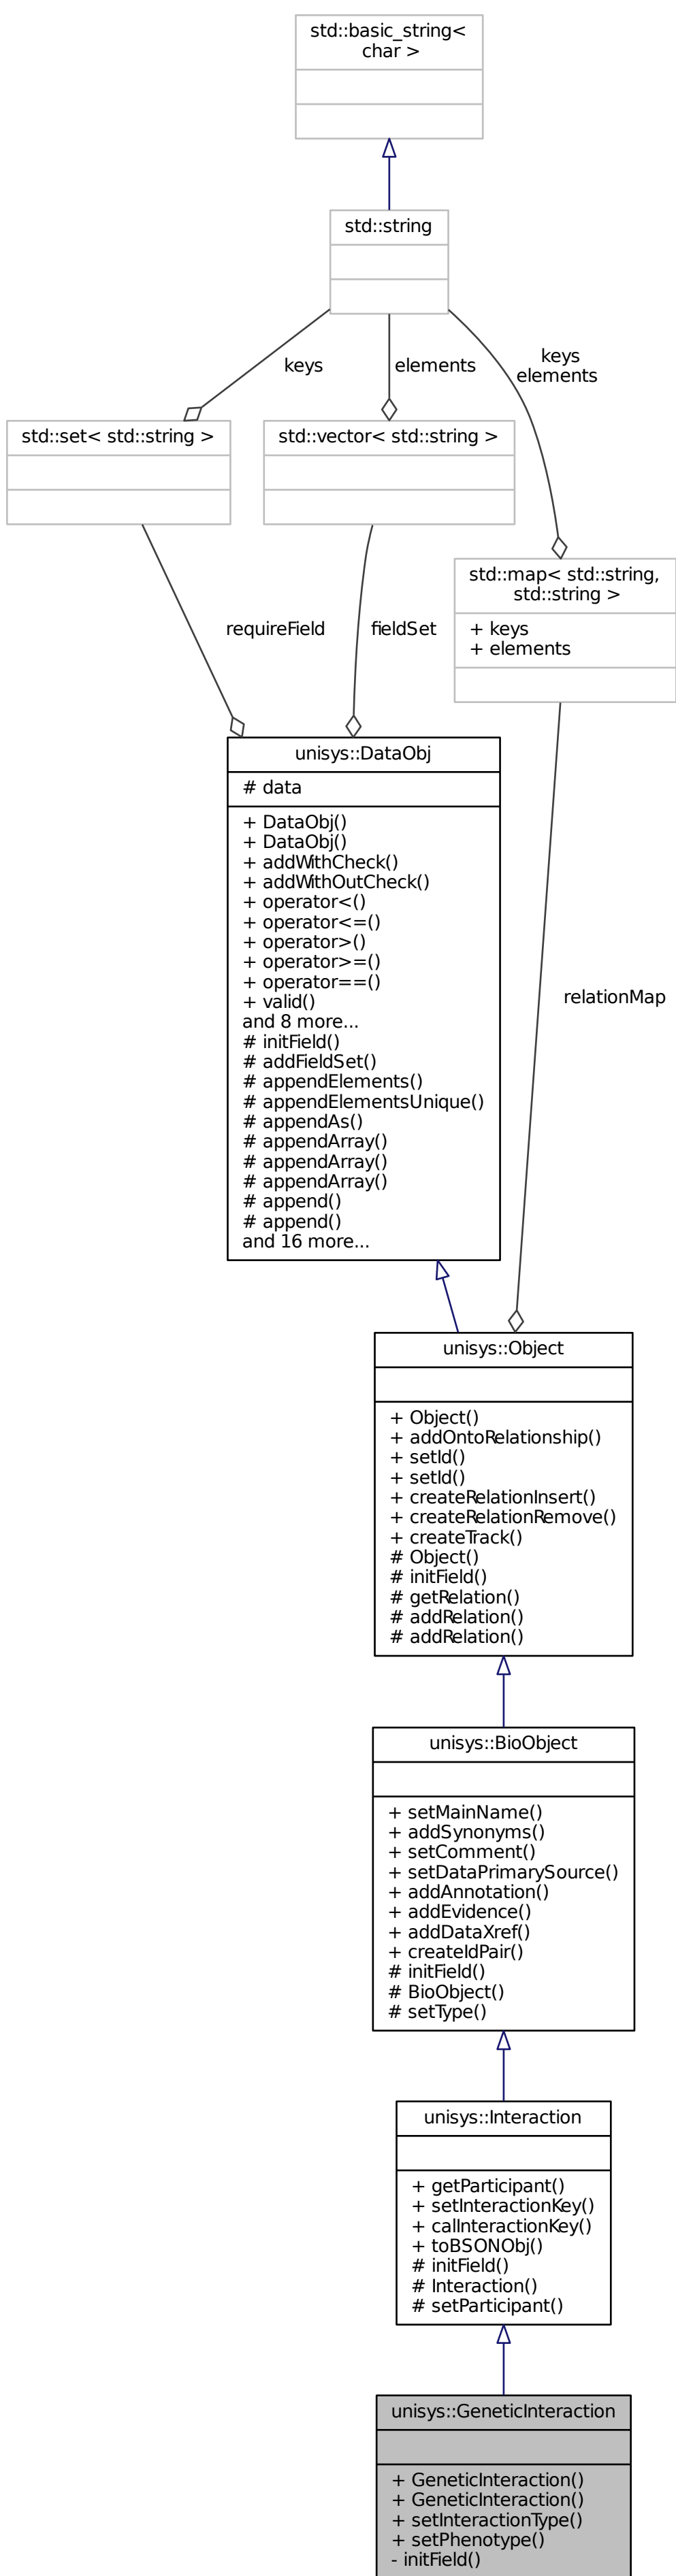 std::basic_string<
char >
std::string
keys
elements
keys
elements
std::set< std::string >
std::vector< std::string >
std::map< std::string,
std::string >
+ keys
+ elements
requireField
fieldSet
unisys::DataObj
# data
+ DataObj()
+ DataObj()
+ addWithCheck()
+ addWithOutCheck()
+ operator<()
+ operator<=()
+ operator>()
+ operator>=()
+ operator==()
+ valid()
and 8 more...
# initField()
# addFieldSet()
# appendElements()
# appendElementsUnique()
# appendAs()
# appendArray()
# appendArray()
# appendArray()
# append()
# append()
and 16 more...
relationMap
unisys::Object
+ Object()
+ addOntoRelationship()
+ setId()
+ setId()
+ createRelationInsert()
+ createRelationRemove()
+ createTrack()
# Object()
# initField()
# getRelation()
# addRelation()
# addRelation()
unisys::BioObject
+ setMainName()
+ addSynonyms()
+ setComment()
+ setDataPrimarySource()
+ addAnnotation()
+ addEvidence()
+ addDataXref()
+ createIdPair()
# initField()
# BioObject()
# setType()
unisys::Interaction
+ getParticipant()
+ setInteractionKey()
+ callInteractionKey()
+ toBSONObj()
# initField()
# Interaction()
# setParticipant()
unisys::GeneticInteraction
+ GeneticInteraction()
+ GeneticInteraction()
+ setInteractionType()
+ setPhenotype()
- initField()